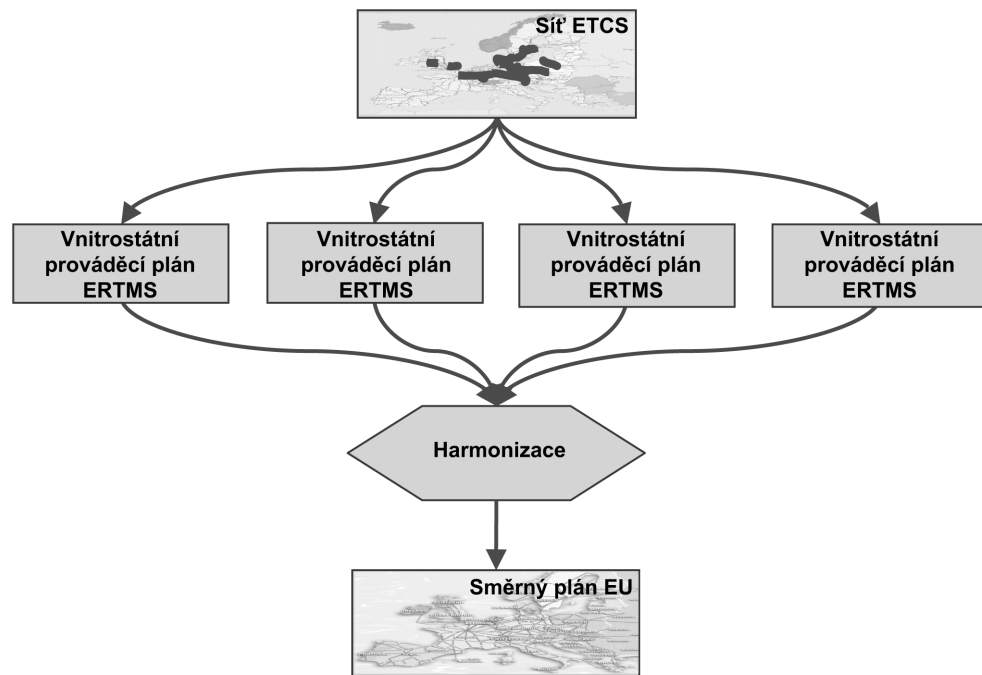 Síť ETCS
Vnitrostátní
prováděcí plán
ERTMS
Vnitrostátní
prováděcí plán
ERTMS
Vnitrostátní
prováděcí plán
ERTMS
Vnitrostátní
prováděcí plán
ERTMS
Harmonizace
Směrný plán EU